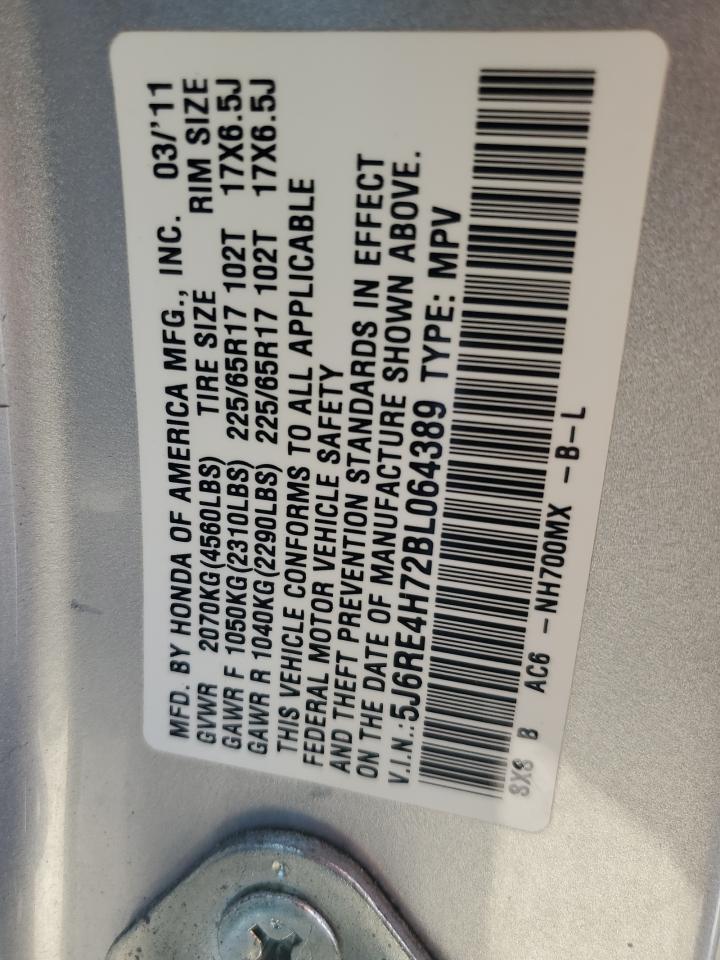 MFD. BY HONDA OF AMERICA MFG., INC. 03/'11
GVWR 2070KG(4560LBS) TIRE SIZE RIM SIZE
GAWR F 1050KG(2310LBS) 225/65R17 102T 17X6.5J
GAWR R 1040KG(2290LBS) 225/65R17 102T 17X6.5J
THIS VEHICLE CONFORMS TO ALL APPLICABLE
FEDERAL MOTOR VEHICLE SAFETY
AND THEFT PREVENTION STANDARDS IN EFFECT
ON THE DATE OF MANUFACTURE SHOWN ABOVE.
V.I.N.:5J6RE4H72BL064389 TYPE: MPV
SXS B AC6 -NH700MX -B-L